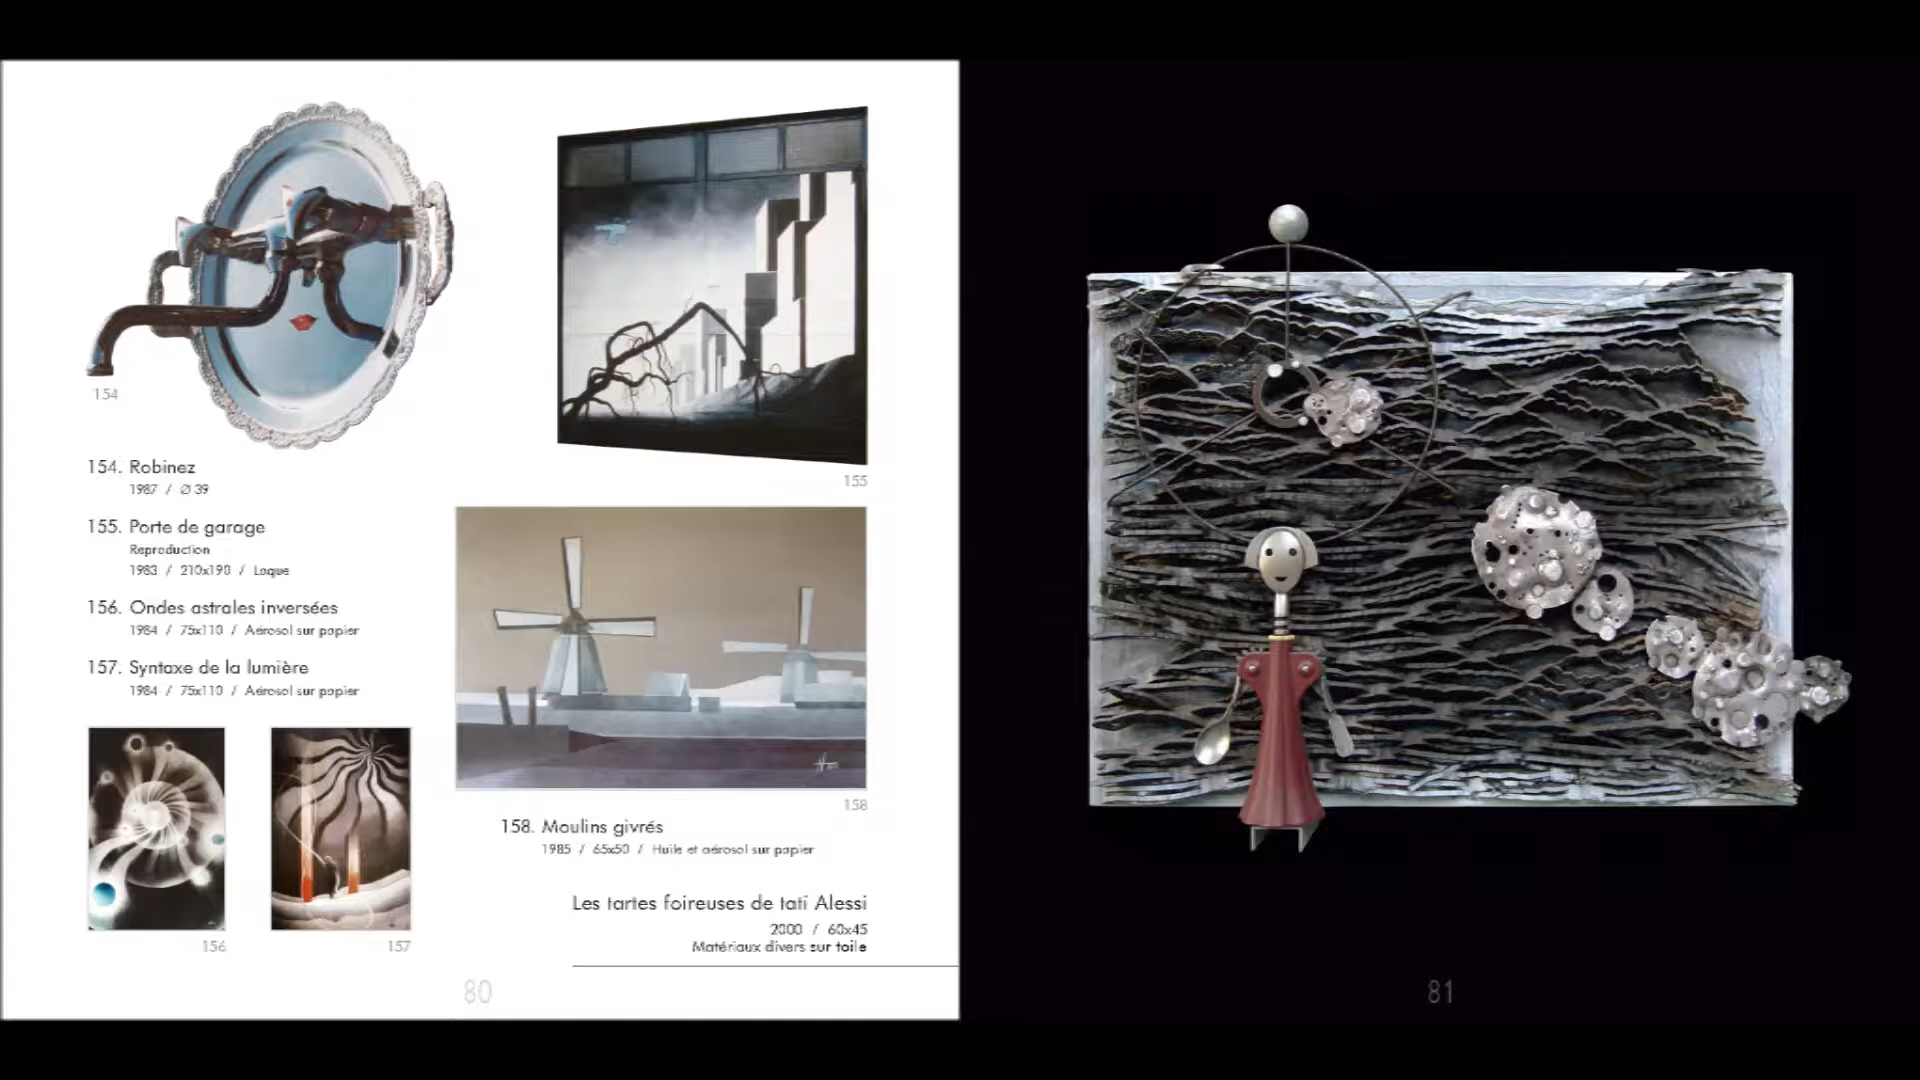 154
155
154. Robinez
1987 / Ø 39
155. Porte de garage
Reproduction
1983 / 210x190 / Laque
156. Ondes astrales inversées
1984 / 75x110 / Aérosol sur papier
157. Syntaxe de la lumière
1984 / 75x110 / Aérosol sur papier
156
157
158
158. Moulins givrés
1985 / 65x50 / Huile et aérosol sur papier
Les tartes foireuses de tati Alessi
2000 / 60x45
Matériaux divers sur toile
80
81